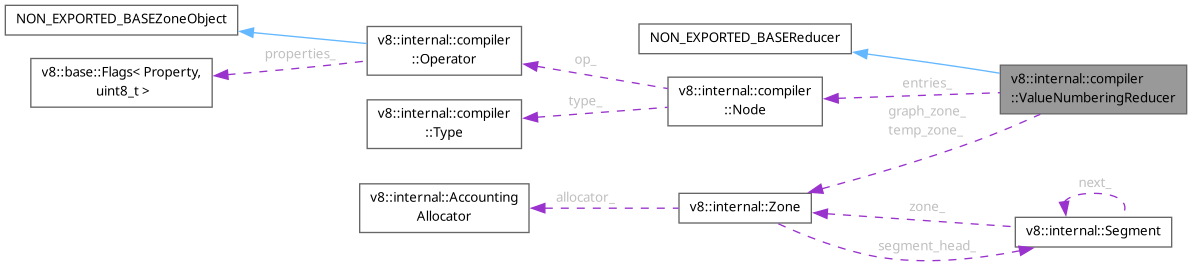 NON_EXPORTED_BASEZoneObject
v8::base::Flags< Property,
uint8_t >
properties_
v8::internal::compiler
::Operator
v8::internal::compiler
::Type
op_
type_
NON_EXPORTED_BASEReducer
v8::internal::compiler
::Node
entries_
graph_zone_
temp_zone_
v8::internal::compiler
::ValueNumberingReducer
v8::internal::Accounting
Allocator
allocator_
v8::internal::Zone
zone_
segment_head_
next_
v8::internal::Segment